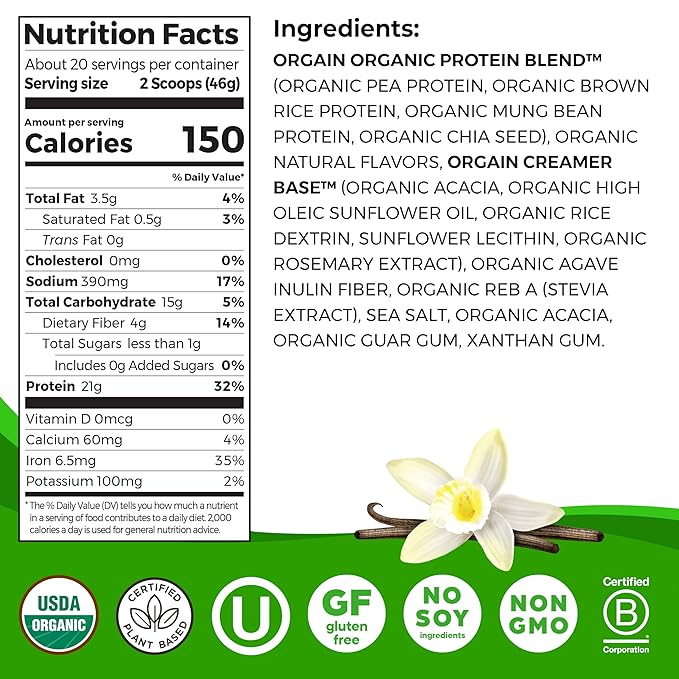 Nutrition Facts
About 20 servings per container
Serving size 2 Scoops (46g)
Amount per serving
Calories 150
% Daily Value*
Total Fat 3.5g 4%
Saturated Fat 0.5g 3%
Trans Fat 0g
Cholesterol 0mg 0%
Sodium 390mg 17%
Total Carbohydrate 15g 5%
Dietary Fiber 4g 14%
Total Sugars less than 1g
Includes 0g Added Sugars 0%
Protein 21g 32%
Vitamin D 0mcg 0%
Calcium 60mg 4%
Iron 6.5mg 35%
Potassium 100mg 2%
*The % Daily Value (DV) tells you how much a nutrient
in a serving of food contributes to a daily diet. 2,000
calories a day is used for general nutrition advice.
Ingredients:
ORGAIN ORGANIC PROTEIN BLEND™
(ORGANIC PEA PROTEIN, ORGANIC BROWN
RICE PROTEIN, ORGANIC MUNG BEAN
PROTEIN, ORGANIC CHIA SEED), ORGANIC
NATURAL FLAVORS, ORGAIN CREAMER
BASE™ (ORGANIC ACACIA, ORGANIC HIGH
OLEIC SUNFLOWER OIL, ORGANIC RICE
DEXTRIN, SUNFLOWER LECITHIN, ORGANIC
ROSEMARY EXTRACT), ORGANIC AGAVE
INULIN FIBER, ORGANIC REB A (STEVIA
EXTRACT), SEA SALT, ORGANIC ACACIA,
ORGANIC GUAR GUM, XANTHAN GUM.
USDA
ORGANIC
CERTIFIED
PLANT BASED
U
GF
gluten
free
NO
SOY
ingredients
NON
GMO
Certified
B
Corporation